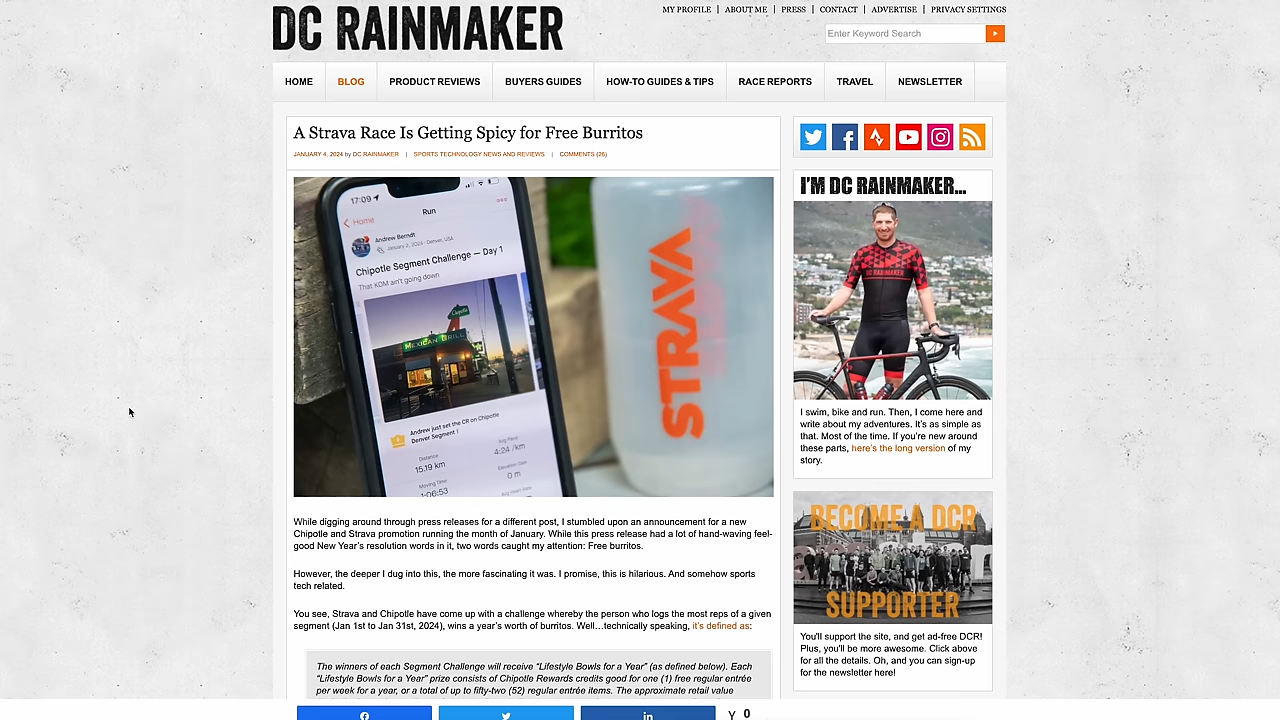 DC RAINMAKER
MY PROFILE | ABOUT ME | PRESS | CONTACT | ADVERTISE | PRIVACY SETTINGS
Enter Keyword Search
HOME BLOG PRODUCT REVIEWS BUYERS GUIDES HOW-TO GUIDES & TIPS RACE REPORTS TRAVEL NEWSLETTER
A Strava Race Is Getting Spicy for Free Burritos
JANUARY 4, 2024 by DC RAINMAKER | SPORTS TECHNOLOGY NEWS AND REVIEWS | COMMENTS (26)
17:09
Home
Run
Andrew Berndt
January 2, 2024 · Denver, USA
Chipotle Segment Challenge — Day 1
That KOM ain't going down
Chipotle
MEXICAN GRILL
Andrew just set the CR on Chipotle
Denver Segment !
Distance
Avg Pace
15.19 km
4:24 /km
Moving Time
Elevation Gain
1:06:53
0 m
STRAVA
While digging around through press releases for a different post, I stumbled upon an announcement for a new
Chipotle and Strava promotion running the month of January. While this press release had a lot of hand-waving feel-
good New Year's resolution words in it, two words caught my attention: Free burritos.
However, the deeper I dug into this, the more fascinating it was. I promise, this is hilarious. And somehow sports
tech related.
You see, Strava and Chipotle have come up with a challenge whereby the person who logs the most reps of a given
segment (Jan 1st to Jan 31st, 2024), wins a year's worth of burritos. Well…technically speaking, it's defined as:
The winners of each Segment Challenge will receive "Lifestyle Bowls for a Year" (as defined below). Each
"Lifestyle Bowls for a Year" prize consists of Chipotle Rewards credits good for one (1) free regular entrée
per week for a year, or a total of up to fifty-two (52) regular entrée items. The approximate retail value
I'M DC RAINMAKER...
DC RAINMAKER
I swim, bike and run. Then, I come here and
write about my adventures. It's as simple as
that. Most of the time. If you're new around
these parts, here's the long version of my
story.
BECOME A DCR
SUPPORTER
You'll support the site, and get ad-free DCR!
Plus, you'll be more awesome. Click above
for all the details. Oh, and you can sign-up
for the newsletter here!
0